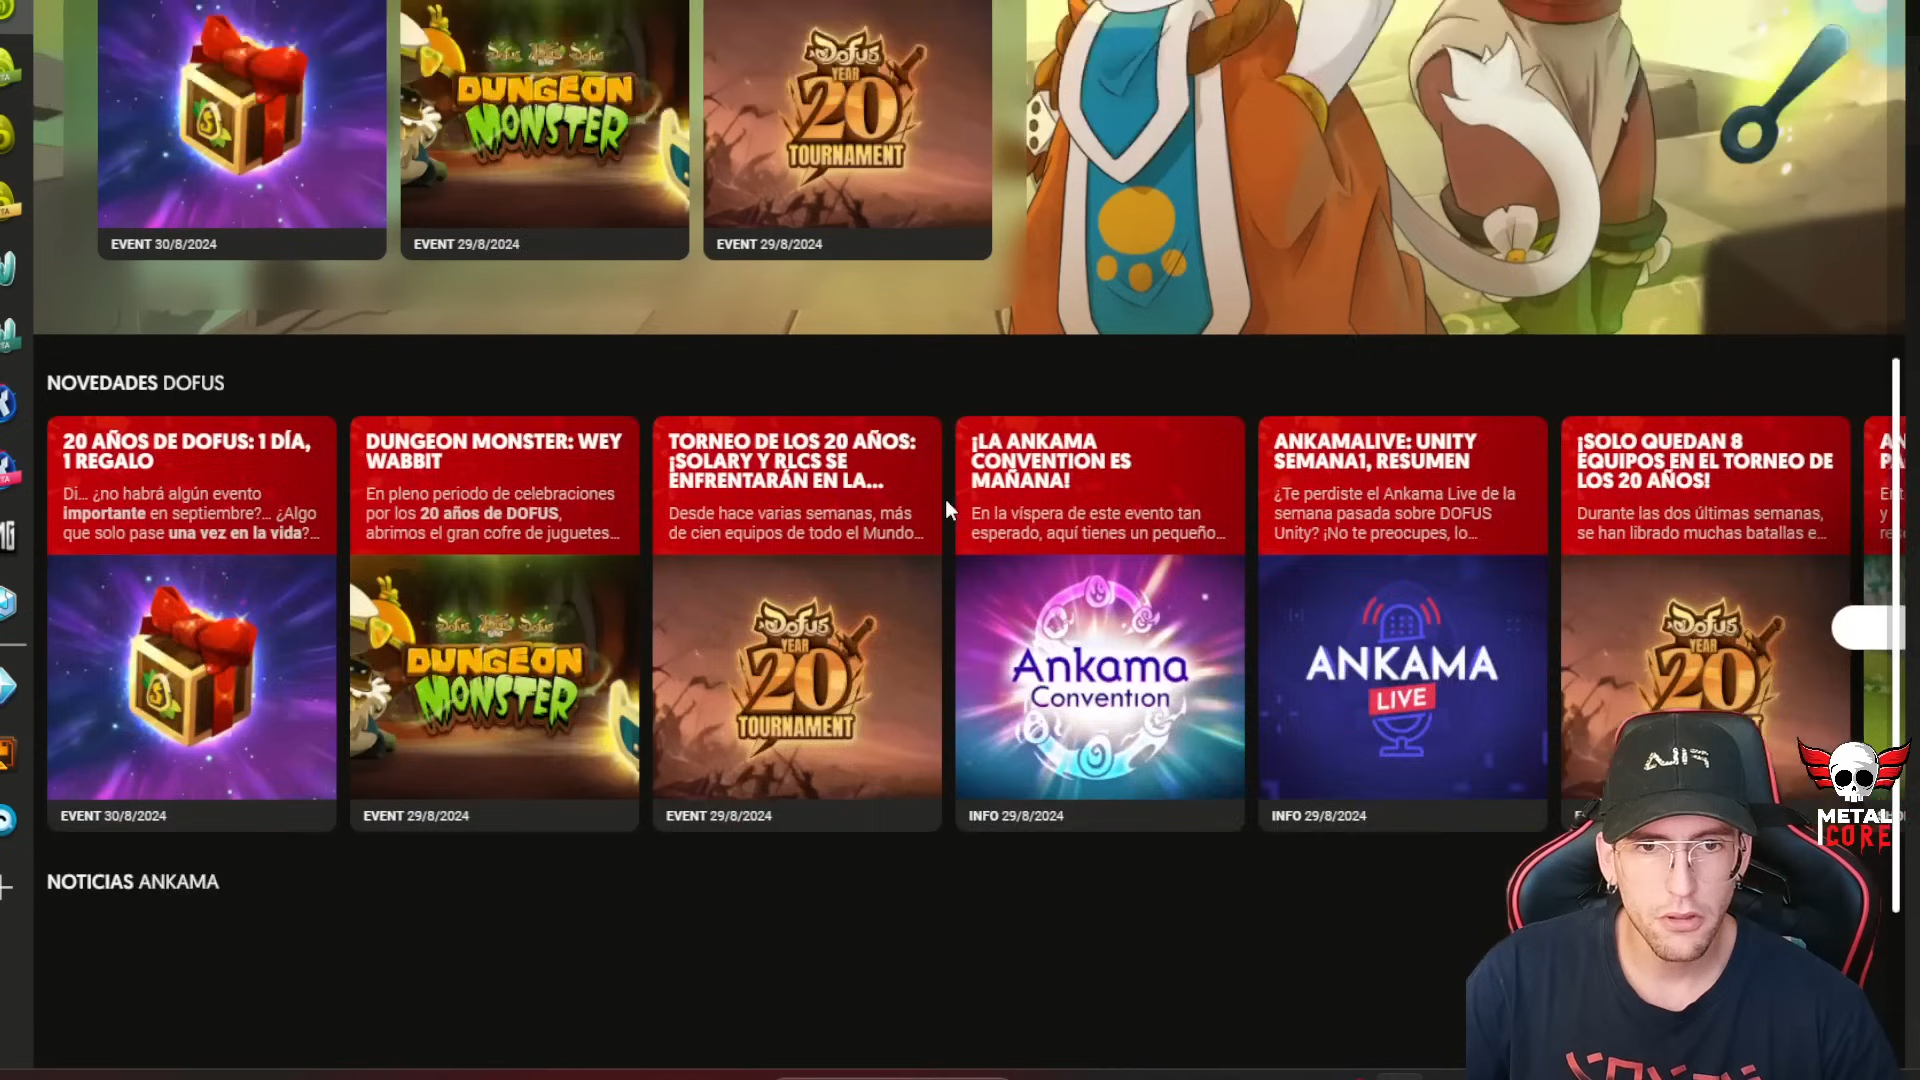 Dofus Dofus
DUNGEON
MONSTER
DOFUS
YEAR
20
TOURNAMENT
EVENT 30/8/2024
EVENT 29/8/2024
EVENT 29/8/2024
NOVEDADES DOFUS
20 AÑOS DE DOFUS: 1 DÍA,
1 REGALO
Di... ¿no habrá algún evento
importante en septiembre?... ¿Algo
que solo pase una vez en la vida?...
EVENT 30/8/2024
DUNGEON MONSTER: WEY
WABBIT
En pleno periodo de celebraciones
por los 20 años de DOFUS,
abrimos el gran cofre de juguetes...
Dofus Dofus
DUNGEON
MONSTER
EVENT 29/8/2024
TORNEO DE LOS 20 AÑOS:
¡SOLARY Y RLCS SE
ENFRENTARÁN EN LA...
Desde hace varias semanas, más
de cien equipos de todo el Mundo...
DOFUS
YEAR
20
TOURNAMENT
EVENT 29/8/2024
¡LA ANKAMA
CONVENTION ES
MAÑANA!
En la víspera de este evento tan
esperado, aquí tienes un pequeño...
Ankama
Convention
INFO 29/8/2024
ANKAMALIVE: UNITY
SEMANA1, RESUMEN
¿Te perdiste el Ankama Live de la
semana pasada sobre DOFUS
Unity? ¡No te preocupes, lo...
ANKAMA
LIVE
INFO 29/8/2024
¡SOLO QUEDAN 8
EQUIPOS EN EL TORNEO DE
LOS 20 AÑOS!
Durante las dos últimas semanas,
se han librado muchas batallas e...
DOFUS
YEAR
20
METAL
CORE
NOTICIAS ANKAMA